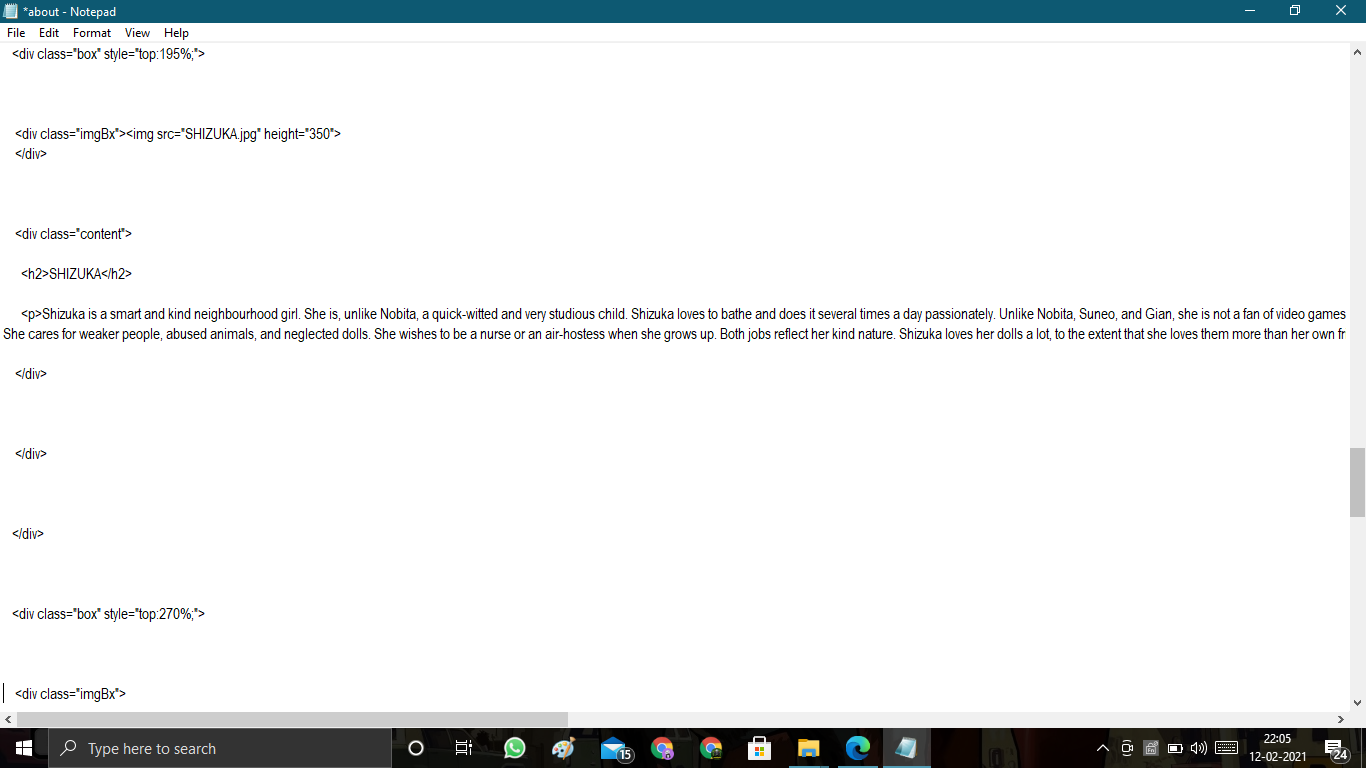 *about - Notepad
File Edit Format View Help
<div class="box" style="top:195%;">
<div class="imgBx"><img src="SHIZUKA.jpg" height="350">
</div>
<div class="content">
<h2>SHIZUKA</h2>
<p>Shizuka is a smart and kind neighbourhood girl. She is, unlike Nobita, a quick-witted and very studious child. Shizuka loves to bathe and does it several times a day passionately. Unlike Nobita, Suneo, and Gian, she is not a fan of video games
She cares for weaker people, abused animals, and neglected dolls. She wishes to be a nurse or an air-hostess when she grows up. Both jobs reflect her kind nature. Shizuka loves her dolls a lot, to the extent that she loves them more than her own fr
</div>
</div>
</div>
<div class="box" style="top:270%;">
<div class="imgBx">
Type here to search
15
22:05
12-02-2021
24